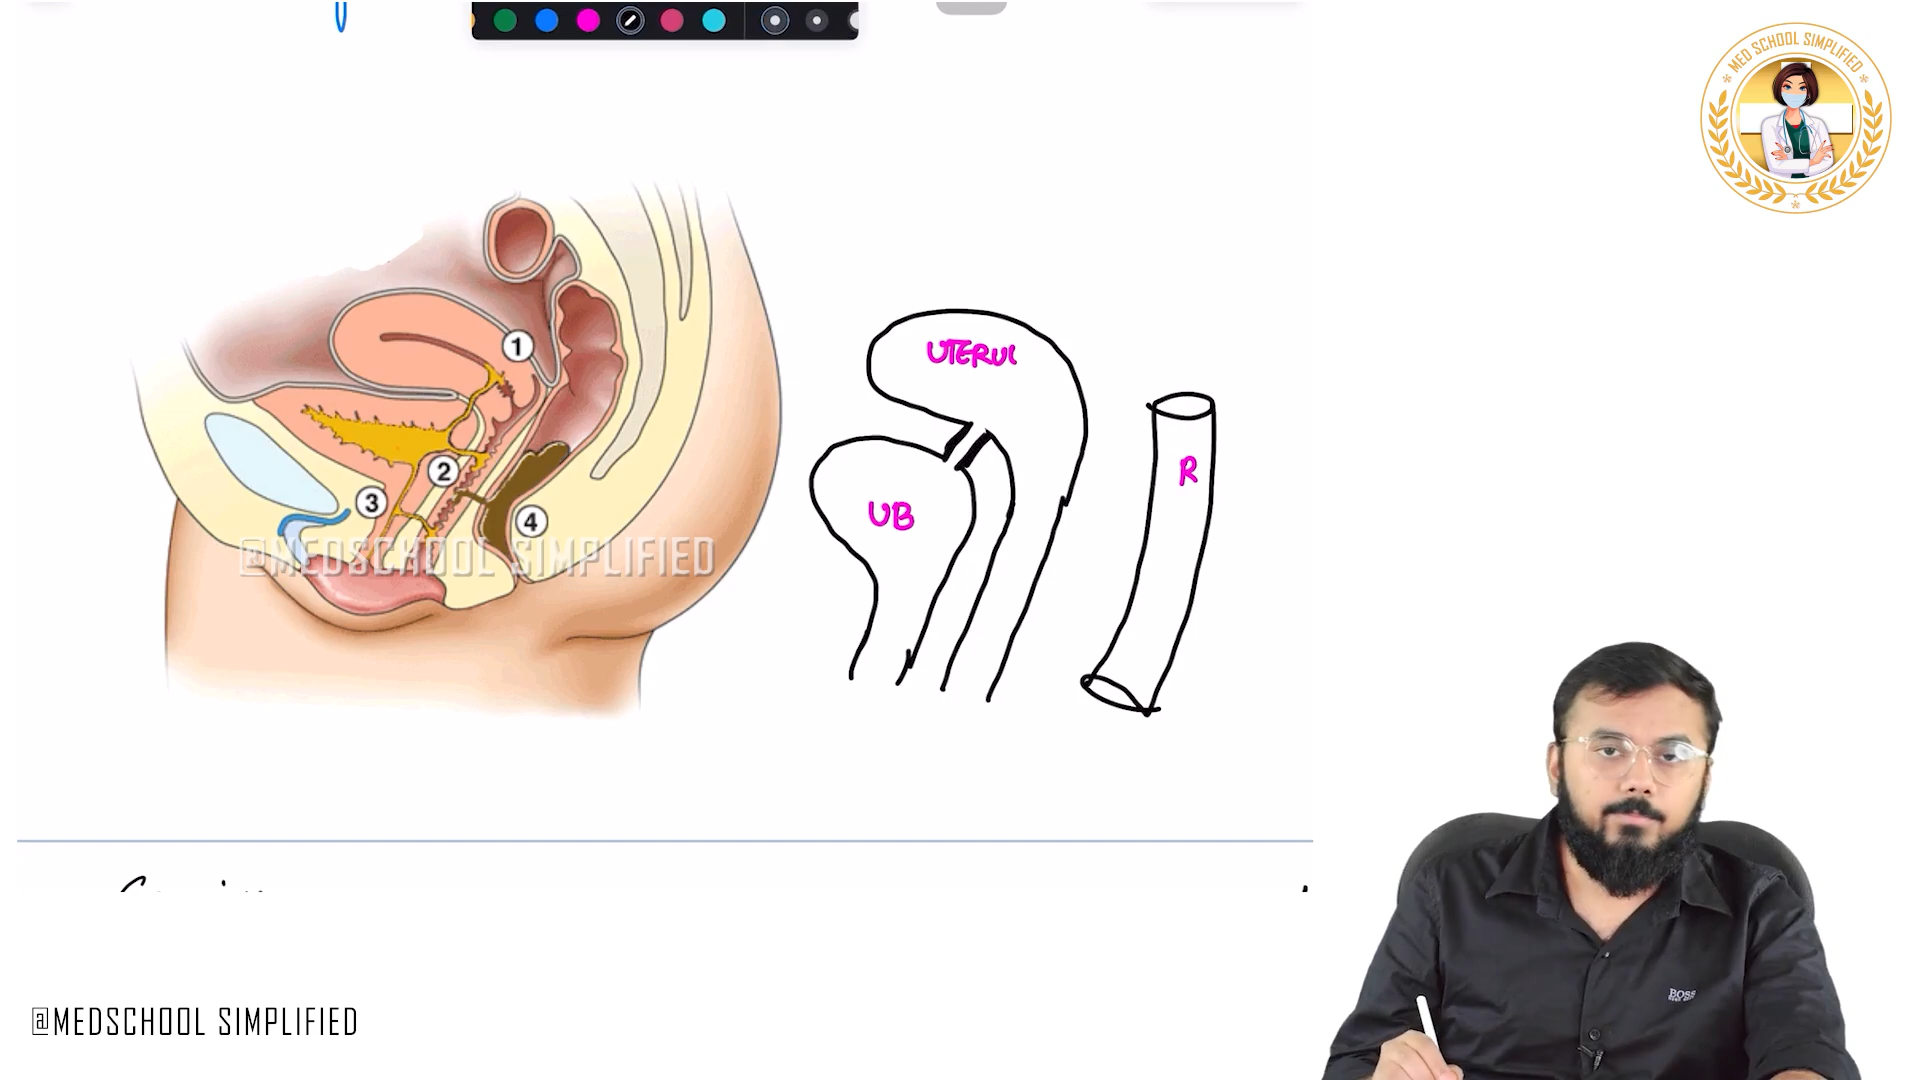 MED SCHOOL SIMPLIFIED
1
UTERUS
R
2
3
UB
4
@MEDSCHOOL SIMPLIFIED
BOSS
@MEDSCHOOL SIMPLIFIED